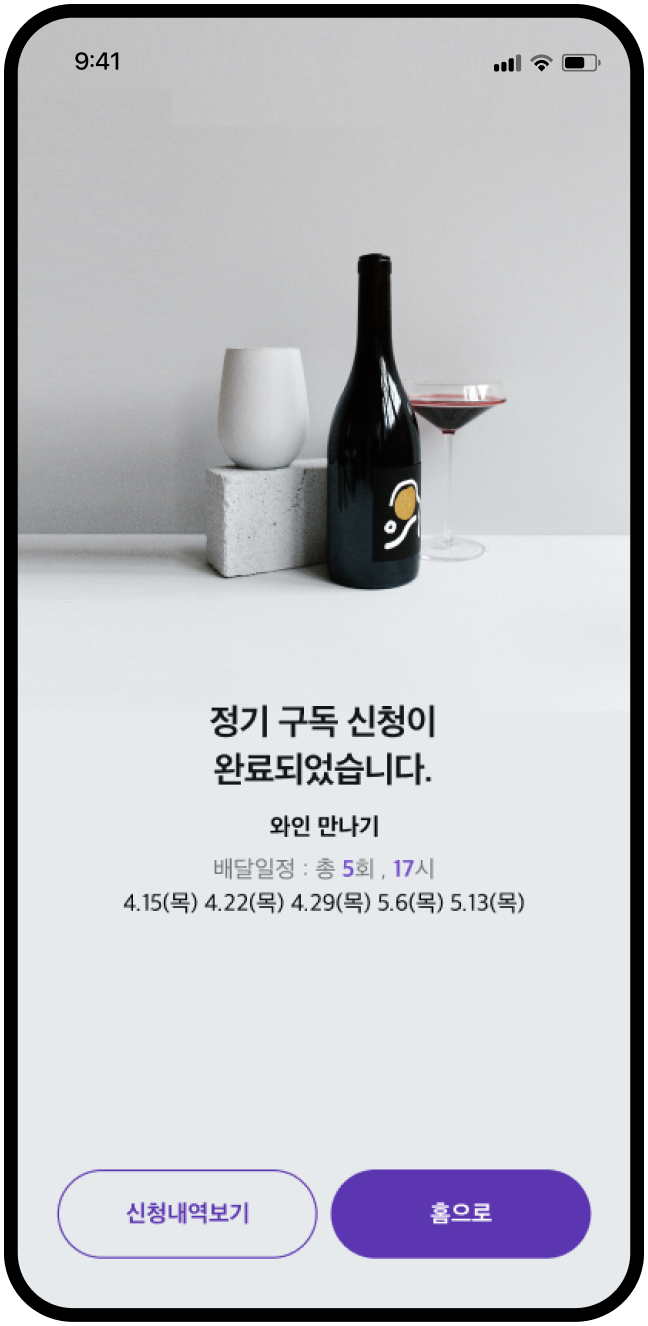 9:41
정기 구독 신청이
완료되었습니다.
와인 만나기
배달일정 : 총 5회 , 17시
4.15(목) 4.22(목) 4.29(목) 5.6(목) 5.13(목)
신청내역보기
홈으로